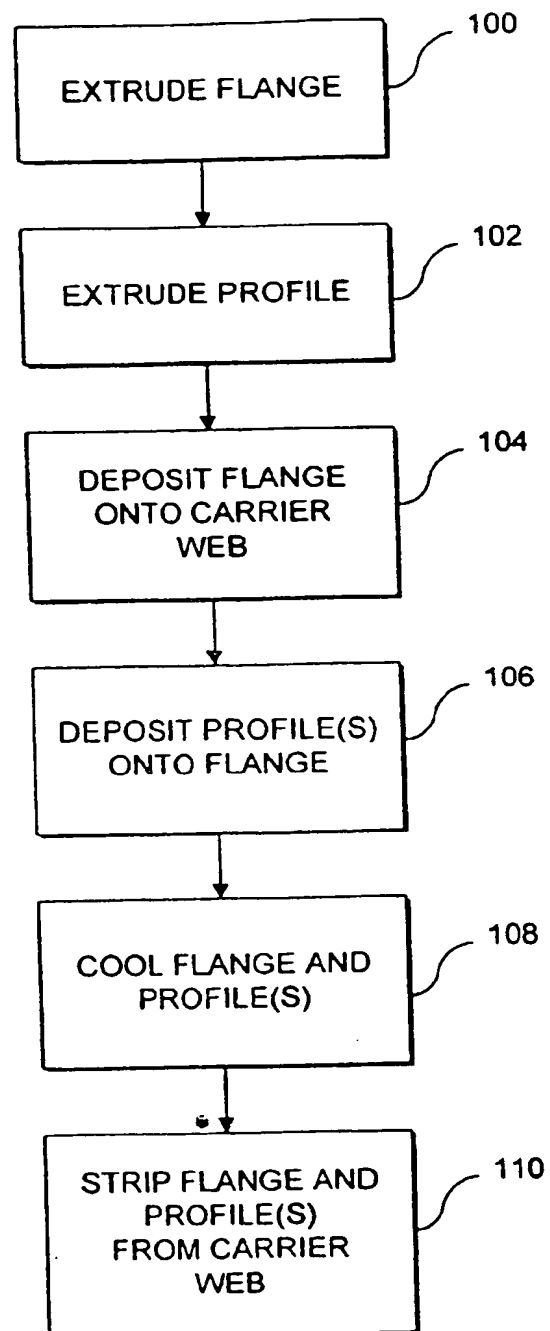 100
EXTRUDE FLANGE
102
EXTRUDE PROFILE
104
DEPOSIT FLANGE
ONTO CARRIER
WEB
106
DEPOSIT PROFILE(S)
ONTO FLANGE
108
COOL FLANGE AND
PROFILE(S)
110
STRIP FLANGE AND
PROFILE(S)
FROM CARRIER
WEB